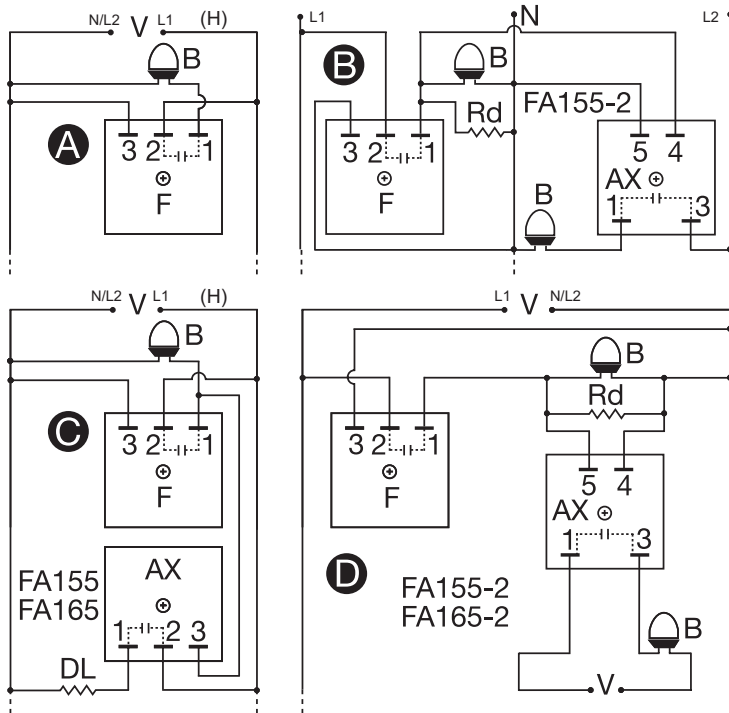 N/L2 V L1 (H)
B
A
3 2 1
F
L1 N L2
B
B
Rd
FA155-2
3 2 1
F
5 4
AX
1 3
B
N/L2 V L1 (H)
B
C
3 2 1
F
FA155
FA165
AX
1 2 3
DL
L1 V N/L2
B
Rd
3 2 1
F
5 4
AX
1 3
D
FA155-2
FA165-2
B
V